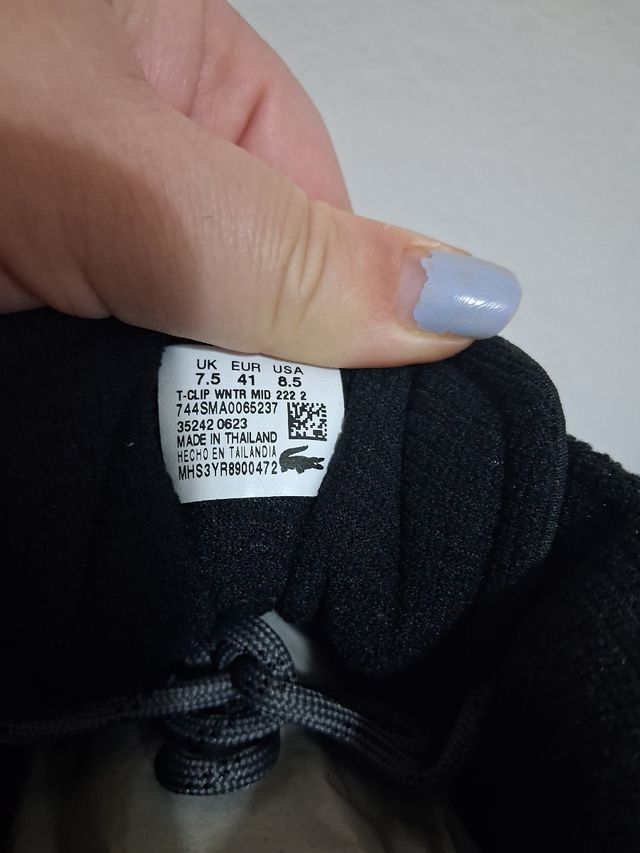 UK EUR USA
7.5 41 8.5
T-CLIP WNTR MID 222 2
744SMA0065237
35242 0623
MADE IN THAILAND
HECHO EN TAILANDIA
MHS3YR8900472